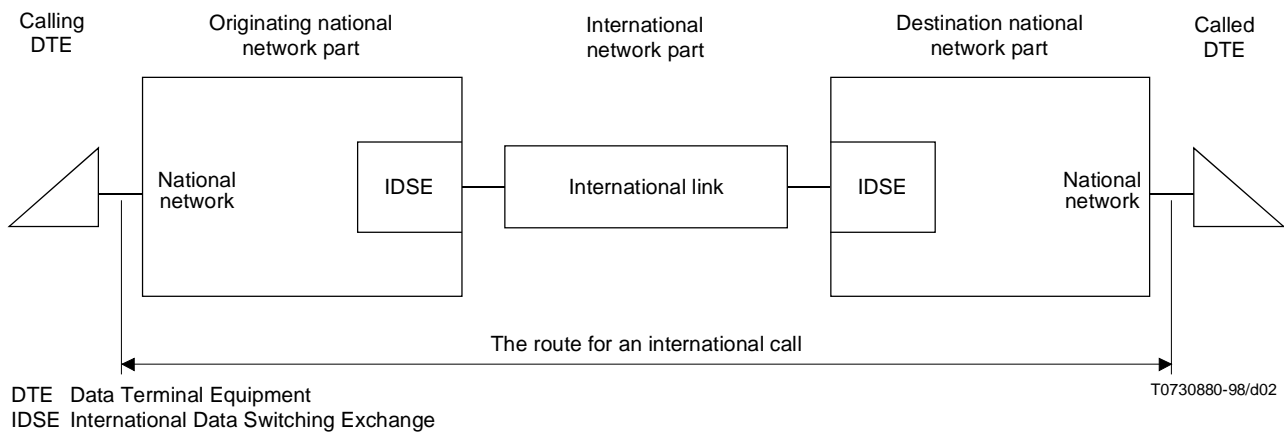 Calling
DTE
Originating national
network part
International
network part
Destination national
network part
Called
DTE
National
network
IDSE
International link
IDSE
National
network
The route for an international call
DTE Data Terminal Equipment
IDSE International Data Switching Exchange
T0730880-98/d02